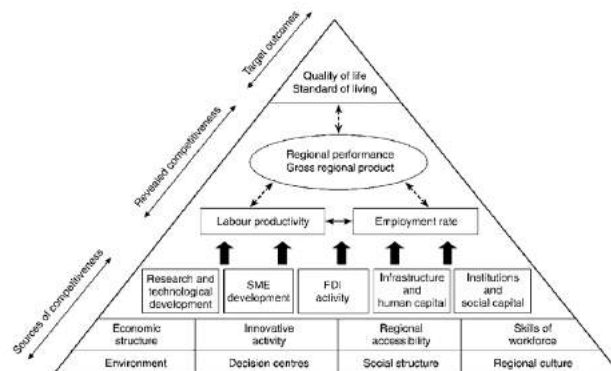 Target outcomes
Quality of life
Standard of living
Revealed competitiveness
Regional performance
Gross regional product
Labour productivity
Employment rate
Sources of competitiveness
Research and
technological
development
SME
development
FDI
activity
Infrastructure
and
human capital
Institutions
and
social capital
Economic
structure
Innovative
activity
Regional
accessibility
Skills of
workforce
Environment
Decision centres
Social structure
Regional culture